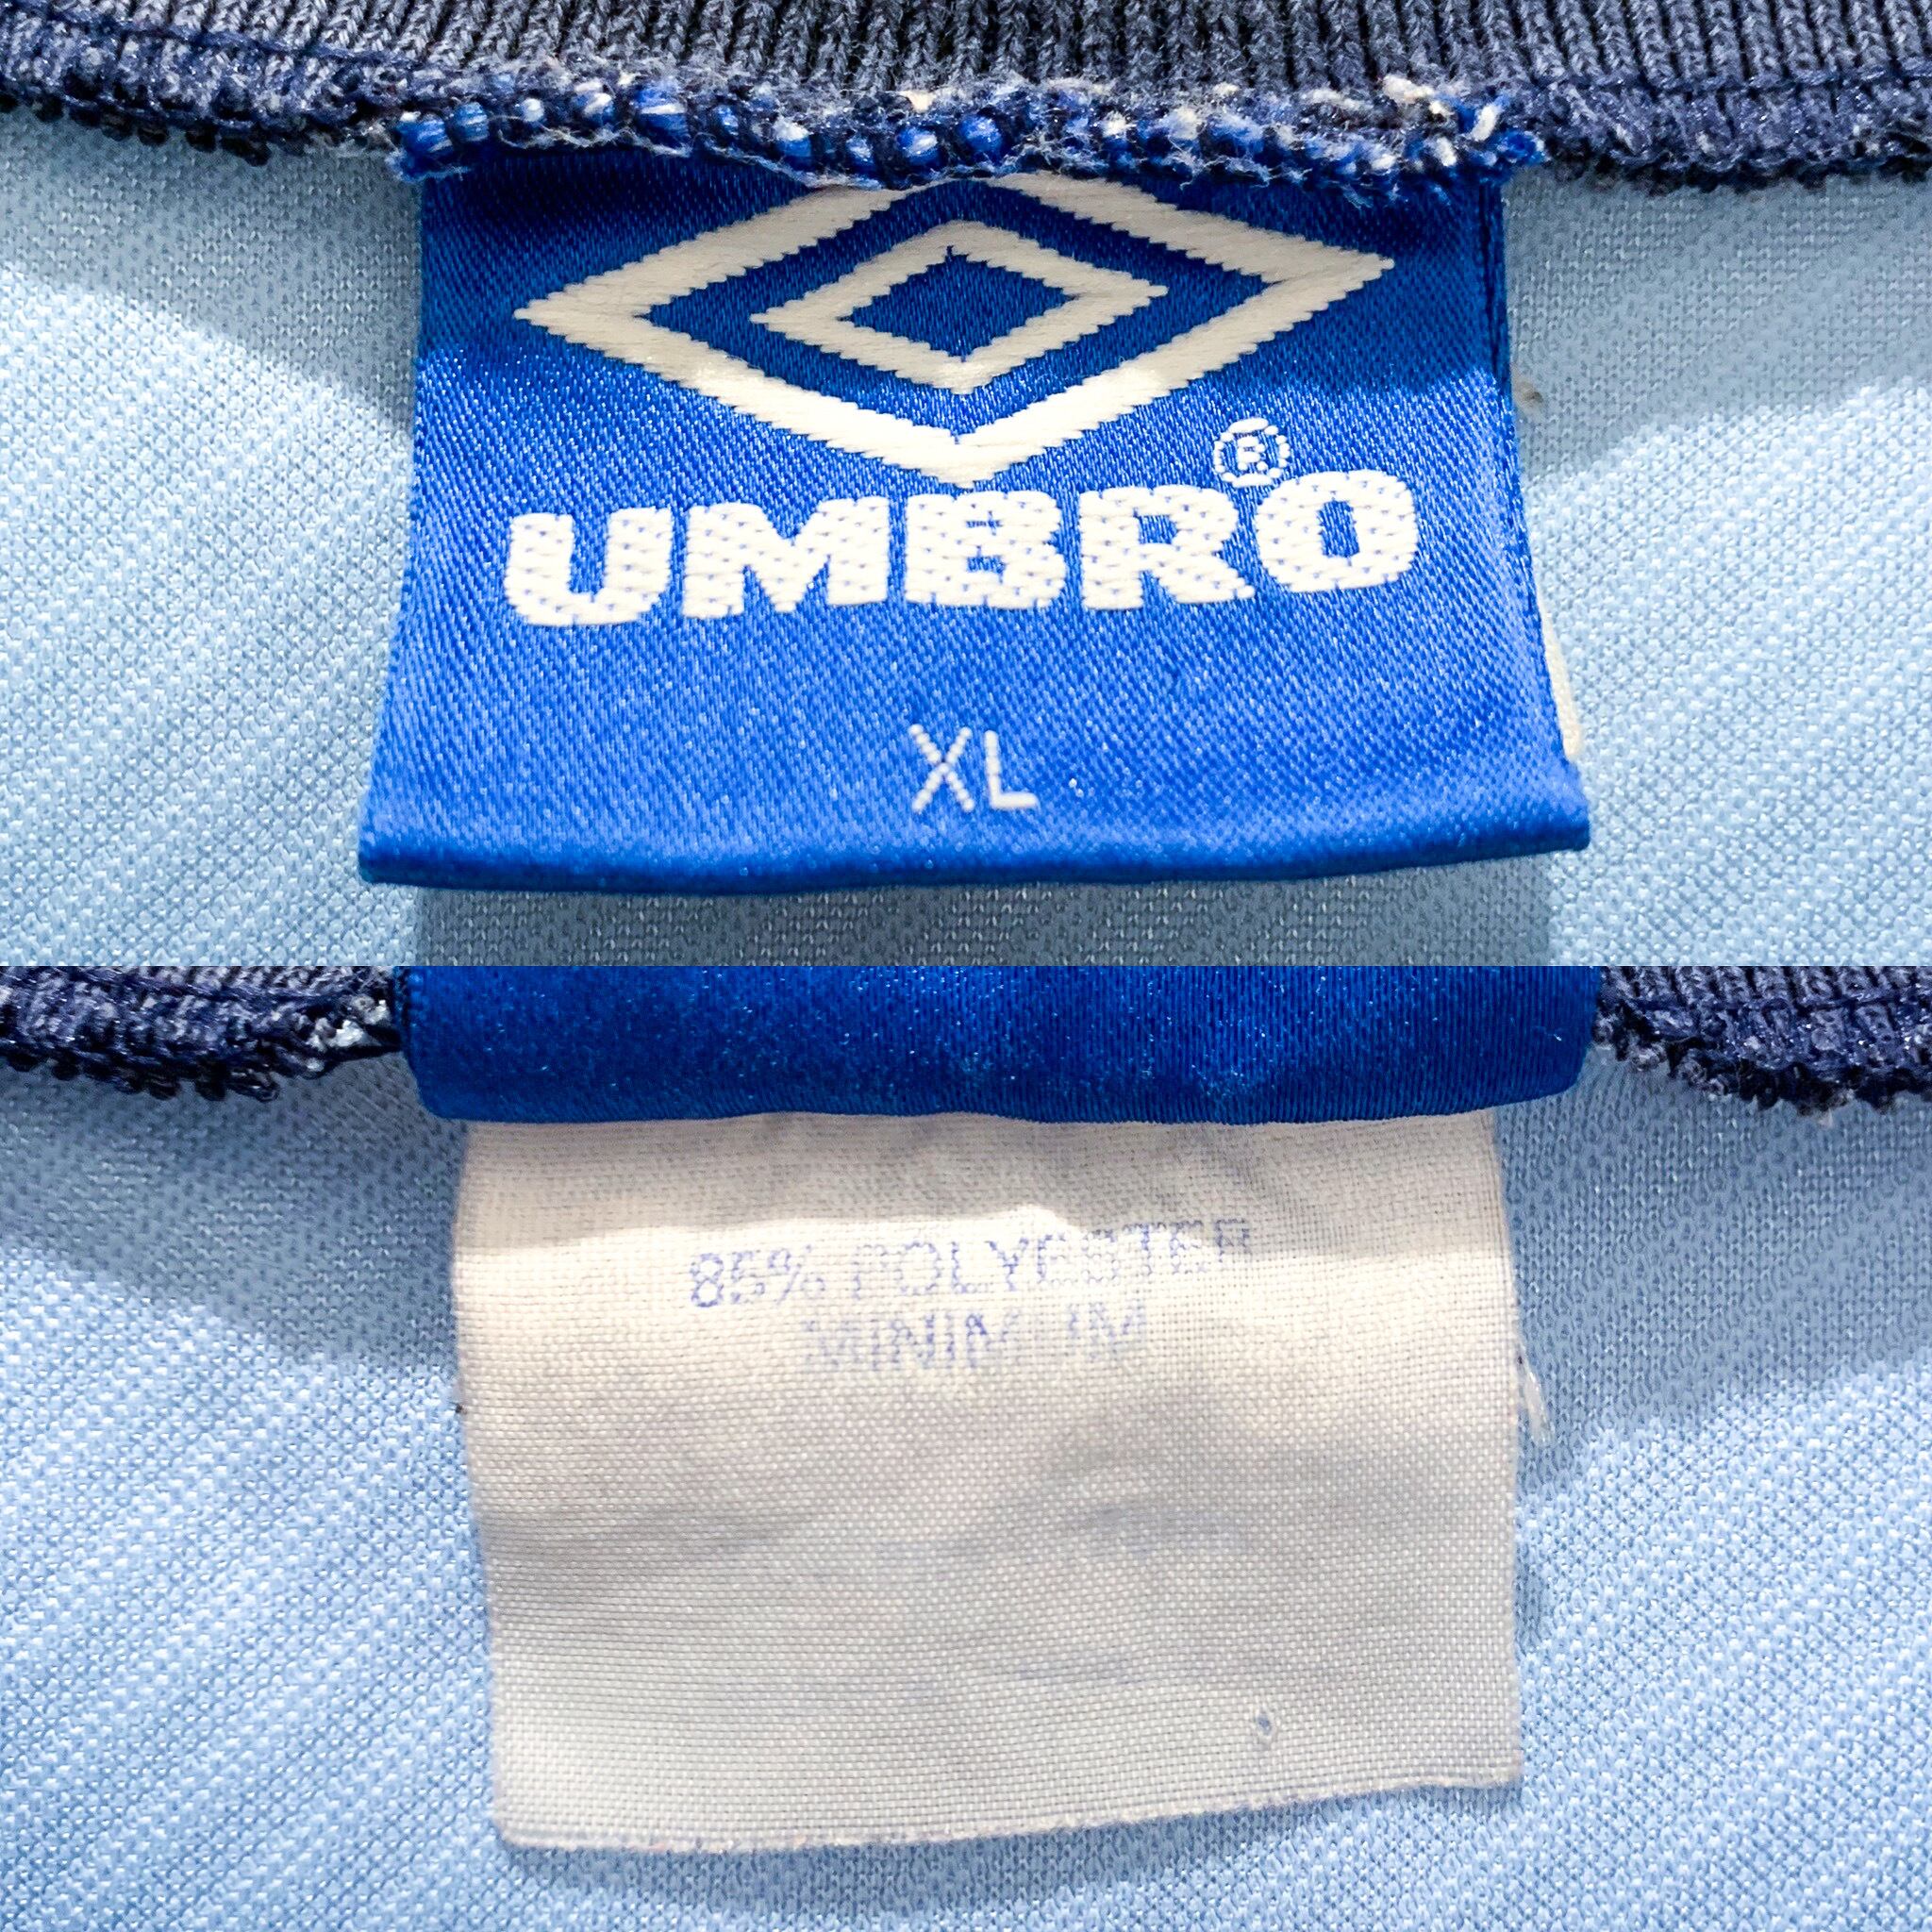 UMBRO®
XL
85% POLYESTER
MINIMUM